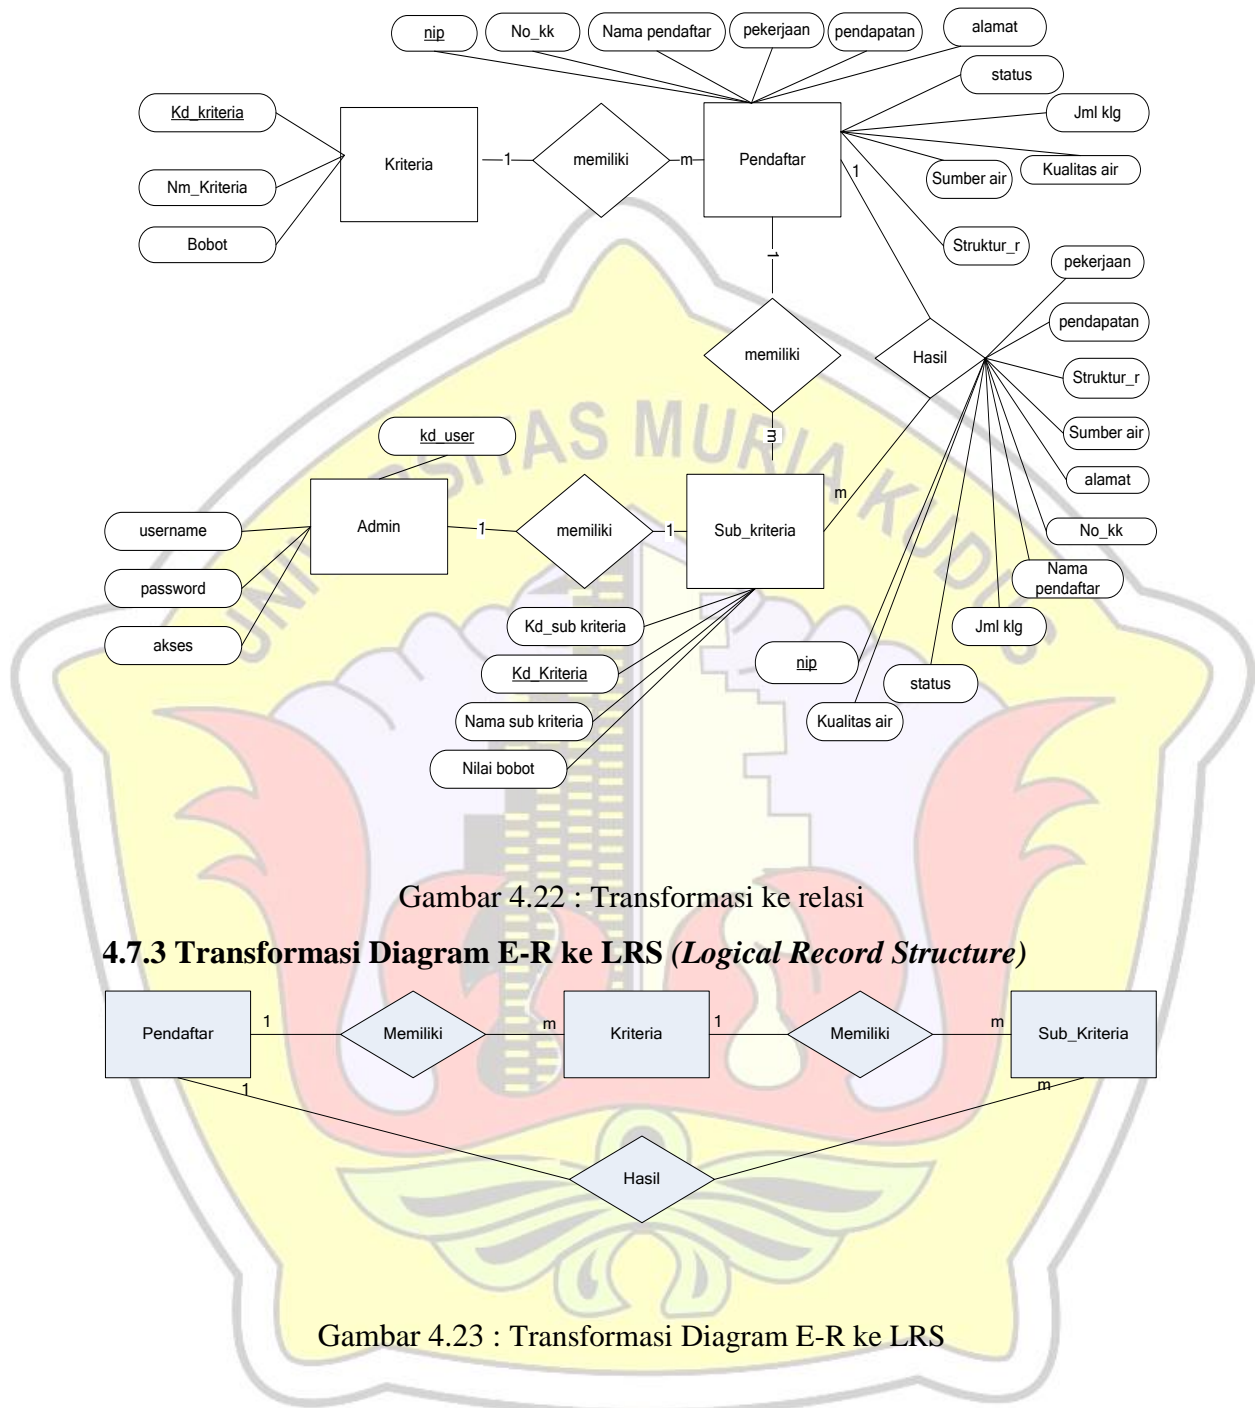 nip
No_kk
Nama pendaftar
pekerjaan
pendapatan
alamat
status
Jml klg
Kualitas air
Sumber air
Struktur_r
Kd_kriteria
Nm_Kriteria
Bobot
Kriteria
1
memiliki
m
Pendaftar
1
1
memiliki
m
Hasil
m
pekerjaan
pendapatan
Struktur_r
Sumber air
alamat
No_kk
Nama
pendaftar
Jml klg
status
nip
Kualitas air
kd_user
username
password
akses
Admin
1
memiliki
1
Sub_kriteria
Kd_sub kriteria
Kd_Kriteria
Nama sub kriteria
Nilai bobot
UNIVERSITAS MURIA KUDUS
Gambar 4.22 : Transformasi ke relasi
4.7.3 Transformasi Diagram E-R ke LRS (Logical Record Structure)
Pendaftar
1
Memiliki
m
Kriteria
1
Memiliki
m
Sub_Kriteria
1
m
Hasil
Gambar 4.23 : Transformasi Diagram E-R ke LRS